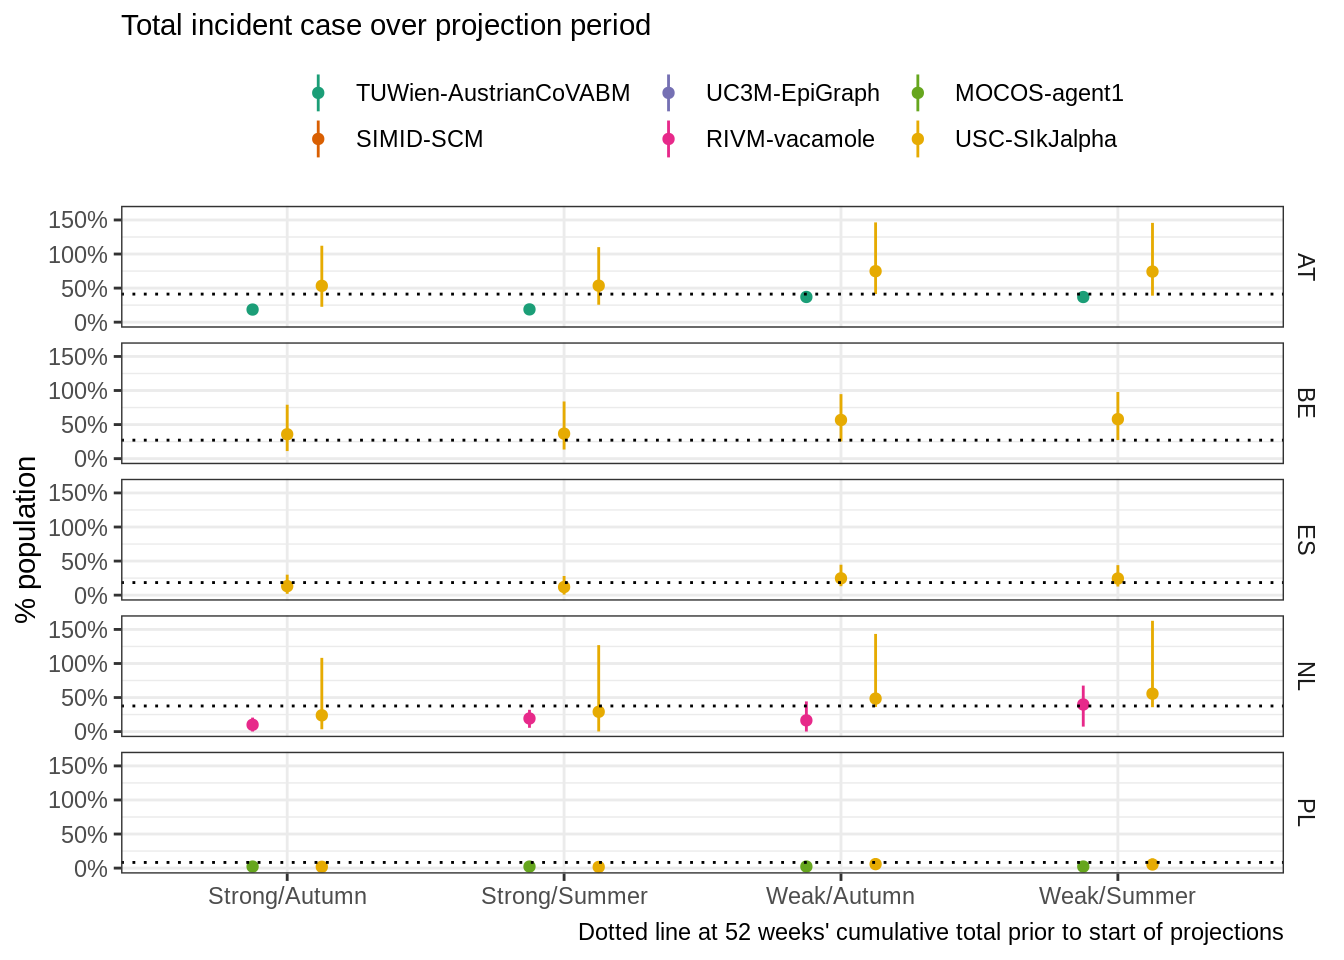 Total incident case over projection period
TUWien-AustrianCoVABM UC3M-EpiGraph MOCOS-agent1
SIMID-SCM RIVM-vacamole USC-SIkJalpha
% population
150%
100%
50%
0%
AT
150%
100%
50%
0%
BE
150%
100%
50%
0%
ES
150%
100%
50%
0%
NL
150%
100%
50%
0%
PL
Strong/Autumn Strong/Summer Weak/Autumn Weak/Summer
Dotted line at 52 weeks' cumulative total prior to start of projections